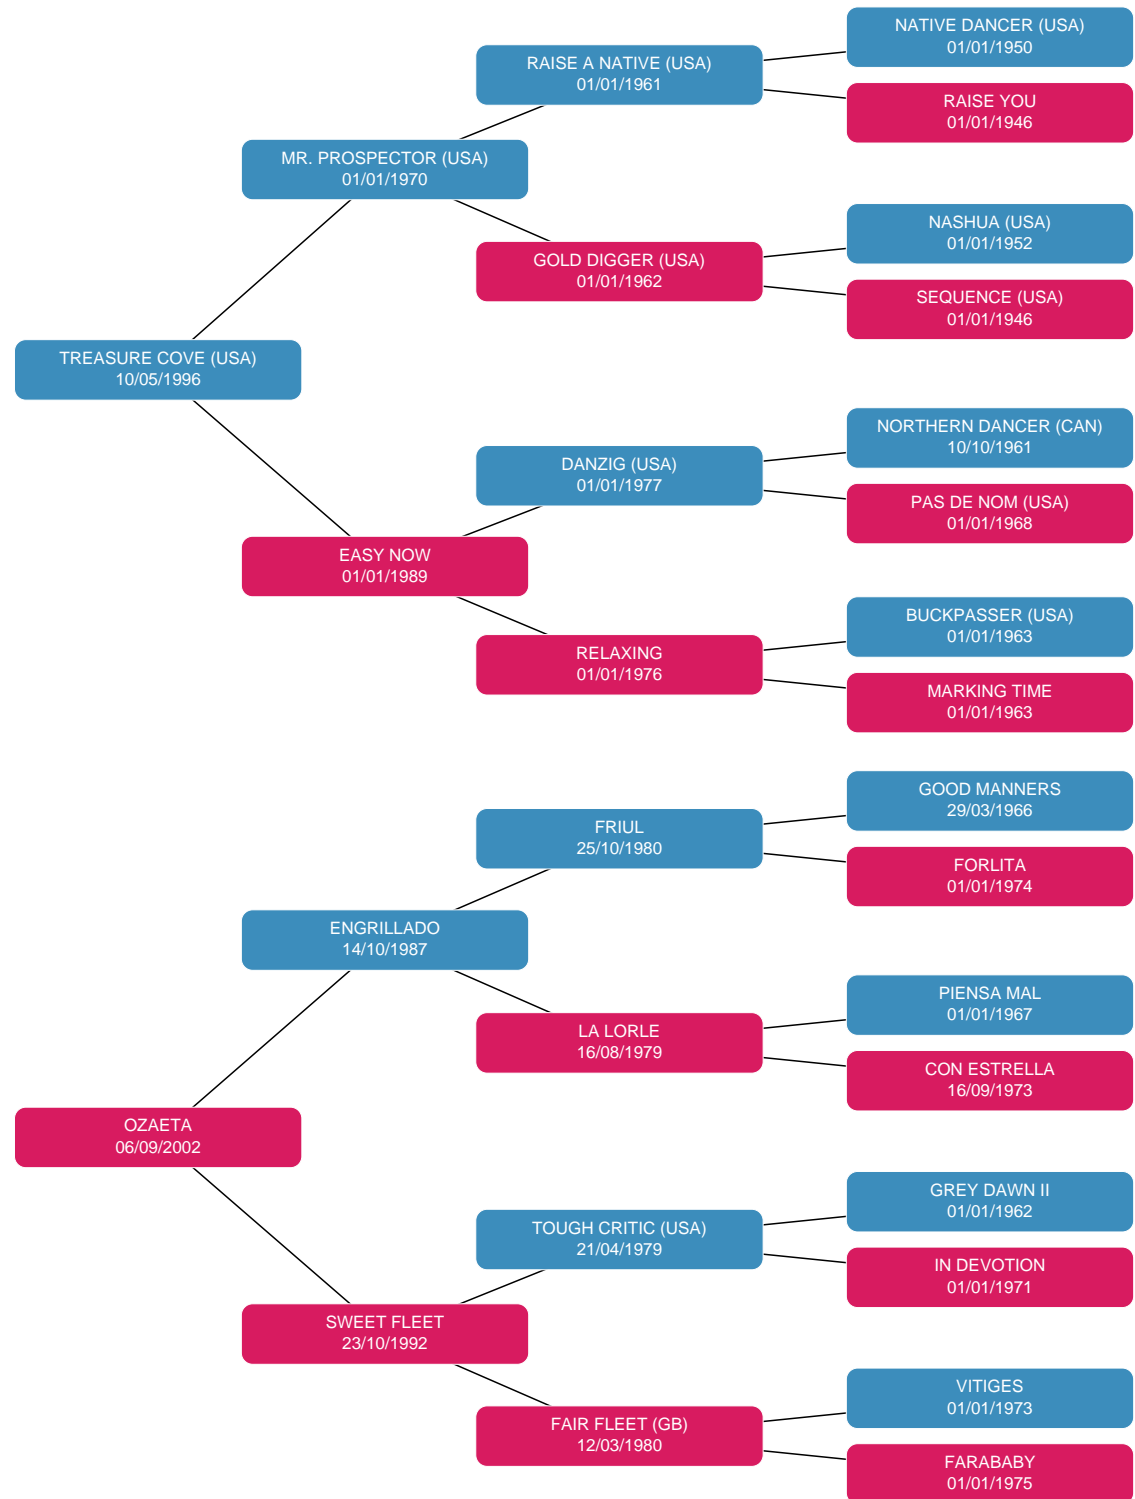 NATIVE DANCER (USA)
01/01/1950
RAISE A NATIVE (USA)
01/01/1961
RAISE YOU
01/01/1946
MR. PROSPECTOR (USA)
01/01/1970
NASHUA (USA)
01/01/1952
GOLD DIGGER (USA)
01/01/1962
SEQUENCE (USA)
01/01/1946
TREASURE COVE (USA)
10/05/1996
NORTHERN DANCER (CAN)
10/10/1961
DANZIG (USA)
01/01/1977
PAS DE NOM (USA)
01/01/1968
EASY NOW
01/01/1989
BUCKPASSER (USA)
01/01/1963
RELAXING
01/01/1976
MARKING TIME
01/01/1963
GOOD MANNERS
29/03/1966
FRIUL
25/10/1980
FORLITA
01/01/1974
ENGRILLADO
14/10/1987
PIENSA MAL
01/01/1967
LA LORLE
16/08/1979
CON ESTRELLA
16/09/1973
OZAETA
06/09/2002
GREY DAWN II
01/01/1962
TOUGH CRITIC (USA)
21/04/1979
IN DEVOTION
01/01/1971
SWEET FLEET
23/10/1992
VITIGES
01/01/1973
FAIR FLEET (GB)
12/03/1980
FARABABY
01/01/1975